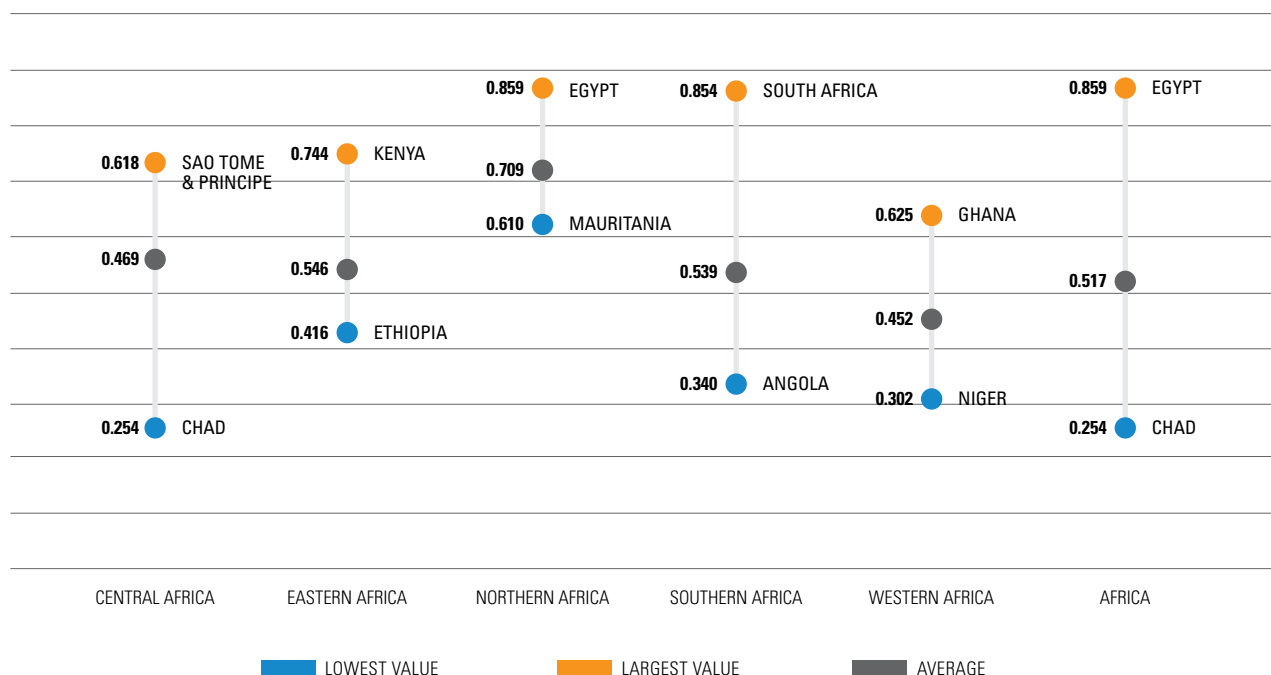 0.618 SAO TOME
& PRINCIPE
0.469
0.254 CHAD
0.744 KENYA
0.546
0.416 ETHIOPIA
0.859 EGYPT
0.709
0.610 MAURITANIA
0.854 SOUTH AFRICA
0.539
0.340 ANGOLA
0.625 GHANA
0.452
0.302 NIGER
0.859 EGYPT
0.517
0.254 CHAD
CENTRAL AFRICA
EASTERN AFRICA
NORTHERN AFRICA
SOUTHERN AFRICA
WESTERN AFRICA
AFRICA
LOWEST VALUE
LARGEST VALUE
AVERAGE